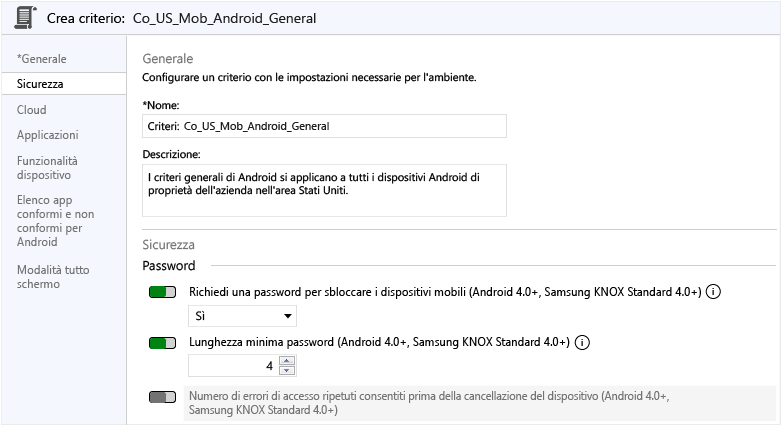 Crea criterio: Co_US_Mob_Android_General
*Generale
Sicurezza
Cloud
Applicazioni
Funzionalità
dispositivo
Elenco app
conformi e non
conformi per
Android
Modalità tutto
schermo
Generale
Configurare un criterio con le impostazioni necessarie per l'ambiente.
*Nome:
Criteri: Co_US_Mob_Android_General
Descrizione:
I criteri generali di Android si applicano a tutti i dispositivi Android di
proprietà dell'azienda nell'area Stati Uniti.
Sicurezza
Password
Richiedi una password per sbloccare i dispositivi mobili (Android 4.0+, Samsung KNOX Standard 4.0+)
Sì
Lunghezza minima password (Android 4.0+, Samsung KNOX Standard 4.0+)
4
Numero di errori di accesso ripetuti consentiti prima della cancellazione del dispositivo (Android 4.0+,
Samsung KNOX Standard 4.0+)